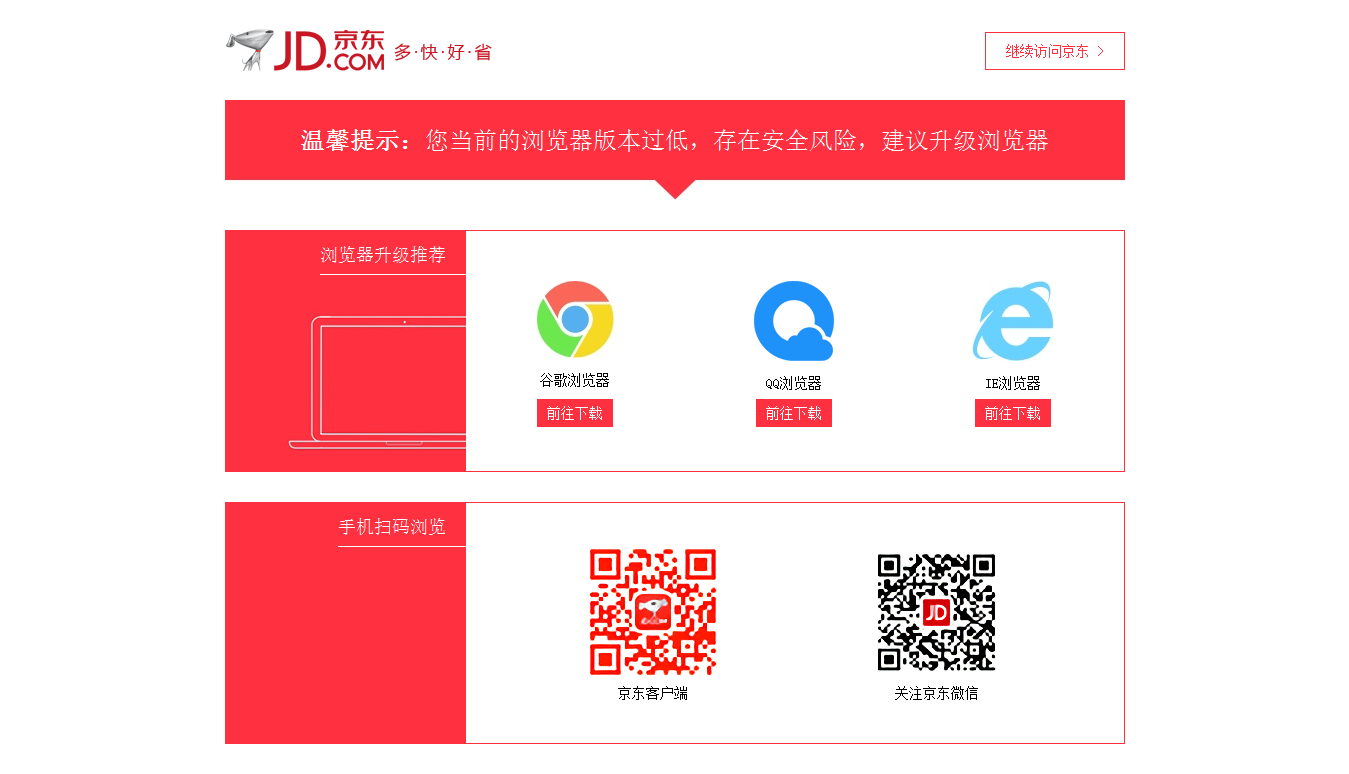 JD.COM 京东 多·快·好·省
继续访问京东 >
温馨提示：您当前的浏览器版本过低，存在安全风险，建议升级浏览器
浏览器升级推荐
谷歌浏览器
QQ浏览器
IE浏览器
前往下载
前往下载
前往下载
手机扫码浏览
JD
京东客户端
关注京东微信